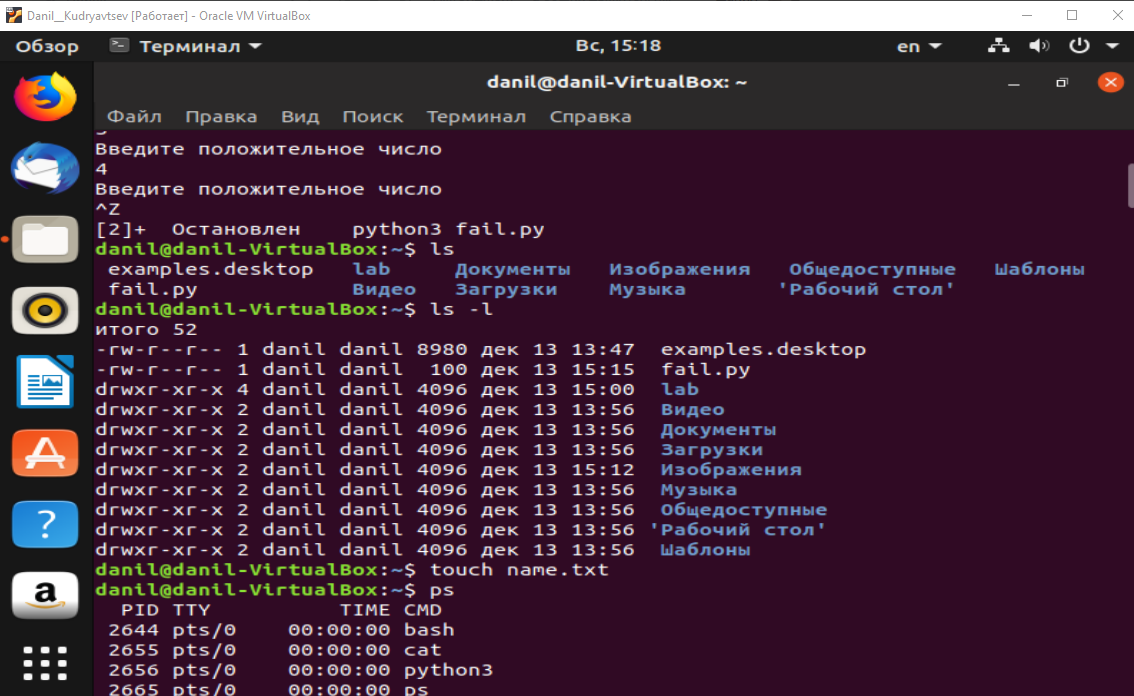 Danil__Kudryavtsev [Работает] - Oracle VM VirtualBox
Обзор Терминал Вс, 15:18 en
danil@danil-VirtualBox: ~
Файл Правка Вид Поиск Терминал Справка
Введите положительное число
4
Введите положительное число
^Z
[2]+  Остановлен    python3 fail.py
danil@danil-VirtualBox:~$ ls
examples.desktop   lab     Документы   Изображения   Общедоступные   Шаблоны
fail.py            Видео   Загрузки    Музыка       'Рабочий стол'
danil@danil-VirtualBox:~$ ls -l
итого 52
-rw-r--r-- 1 danil danil 8980 дек 13 13:47  examples.desktop
-rw-r--r-- 1 danil danil  100 дек 13 15:15  fail.py
drwxr-xr-x 4 danil danil 4096 дек 13 15:00  lab
drwxr-xr-x 2 danil danil 4096 дек 13 13:56  Видео
drwxr-xr-x 2 danil danil 4096 дек 13 13:56  Документы
drwxr-xr-x 2 danil danil 4096 дек 13 13:56  Загрузки
drwxr-xr-x 2 danil danil 4096 дек 13 15:12  Изображения
drwxr-xr-x 2 danil danil 4096 дек 13 13:56  Музыка
drwxr-xr-x 2 danil danil 4096 дек 13 13:56  Общедоступные
drwxr-xr-x 2 danil danil 4096 дек 13 13:56 'Рабочий стол'
drwxr-xr-x 2 danil danil 4096 дек 13 13:56  Шаблоны
danil@danil-VirtualBox:~$ touch name.txt
danil@danil-VirtualBox:~$ ps
  PID TTY          TIME CMD
 2644 pts/0    00:00:00 bash
 2655 pts/0    00:00:00 cat
 2656 pts/0    00:00:00 python3
 2665 pts/0    00:00:00 ps